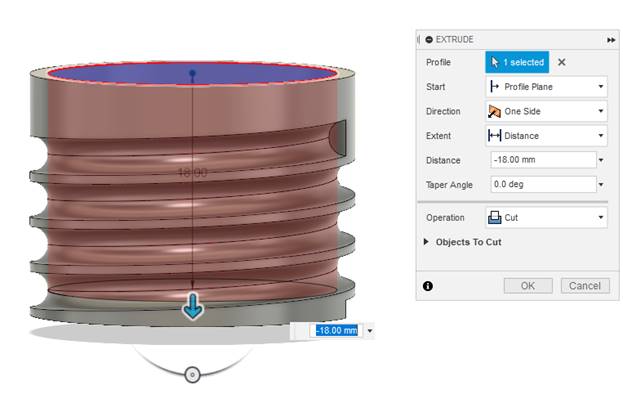 EXTRUDE
Profile 1 selected
Start Profile Plane
Direction One Side
Extent Distance
Distance -18.00 mm
Taper Angle 0.0 deg
Operation Cut
Objects To Cut
OK Cancel
18.00
-18.00 mm